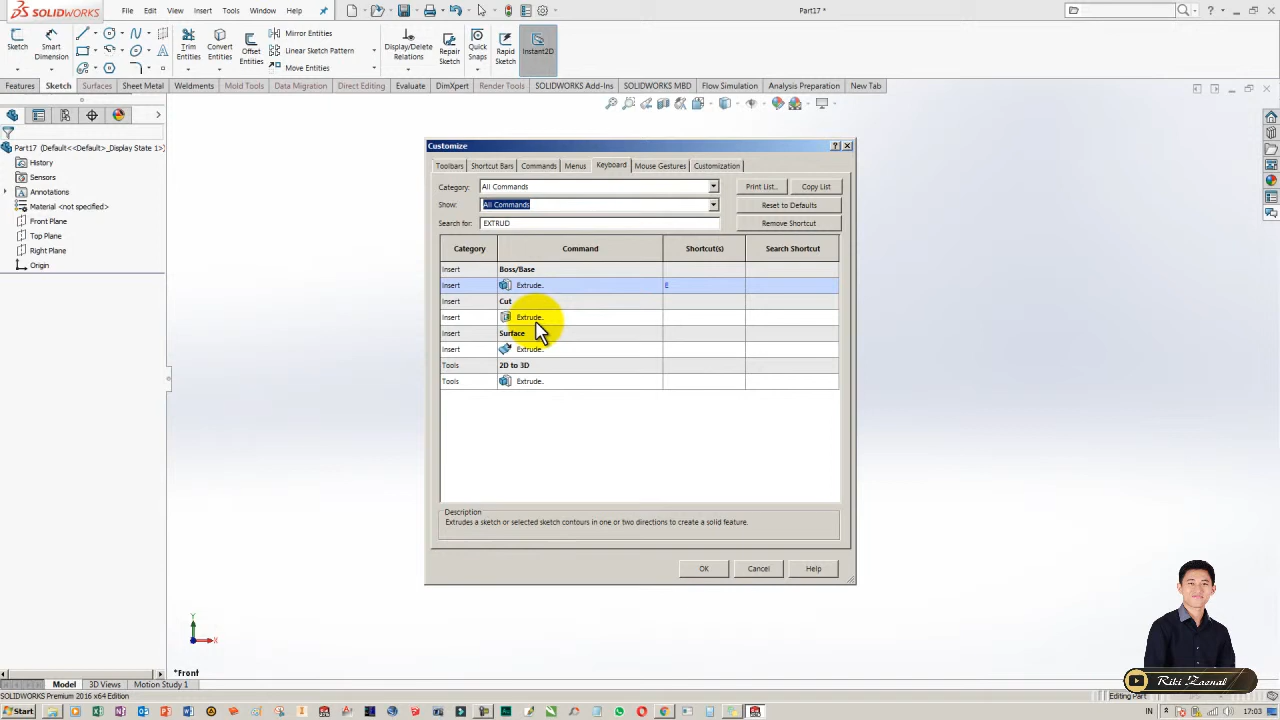 SOLIDWORKS
File Edit View Insert Tools Window Help
Part17 *
Sketch
Smart Dimension
Trim Entities
Convert Entities
Offset Entities
Mirror Entities
Linear Sketch Pattern
Move Entities
Display/Delete Relations
Repair Sketch
Quick Snaps
Rapid Sketch
Instant2D
Features Sketch Surfaces Sheet Metal Weldments Mold Tools Data Migration Direct Editing Evaluate DimXpert Render Tools SOLIDWORKS Add-Ins SOLIDWORKS MBD Flow Simulation Analysis Preparation New Tab
Part17 (Default<<Default>_Display State 1>)
History
Sensors
Annotations
Material <not specified>
Front Plane
Top Plane
Right Plane
Origin
Customize
Toolbars Shortcut Bars Commands Menus Keyboard Mouse Gestures Customization
Category: All Commands Print List.. Copy List
Show: All Commands Reset to Defaults
Search for: EXTRUD Remove Shortcut
Category Command Shortcut(s) Search Shortcut
Insert Boss/Base
Insert Extrude.. E
Insert Cut
Insert Extrude..
Insert Surface
Insert Extrude..
Tools 2D to 3D
Tools Extrude..
Description
Extrudes a sketch or selected sketch contours in one or two directions to create a solid feature.
OK Cancel Help
Y
X
*Front
Riki Zaenal
Model 3D Views Motion Study 1
SOLIDWORKS Premium 2016 x64 Edition
Editing Part
Start
IN
17:03